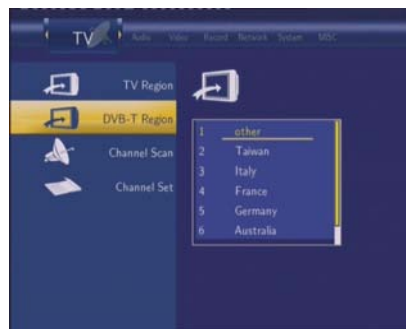 TV Audio Video Record Network System MISC
TV Region
DVB-T Region
Channel Scan
Channel Set
1 other
2 Taiwan
3 Italy
4 France
5 Germany
6 Australia